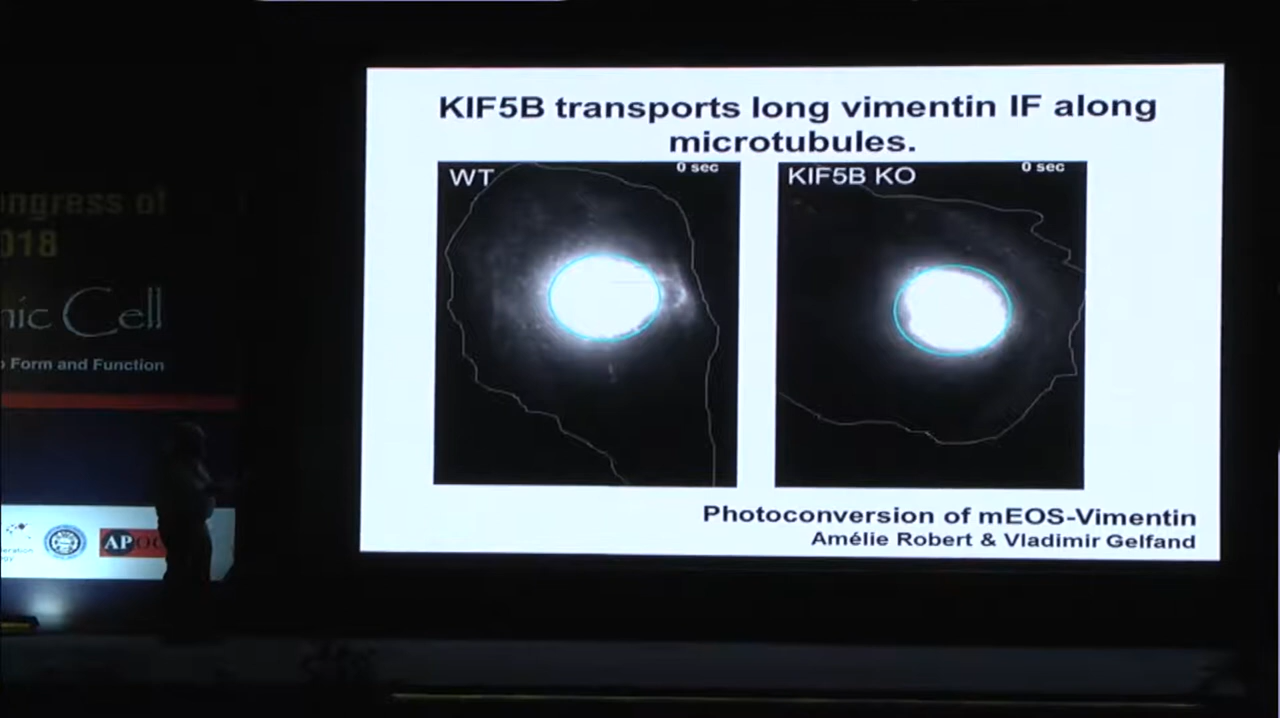 KIF5B transports long vimentin IF along
microtubules.
WT
0 sec
KIF5B KO
0 sec
Photoconversion of mEOS-Vimentin
Amélie Robert & Vladimir Gelfand
ngress of
018
nic Cell
Form and Function
AP